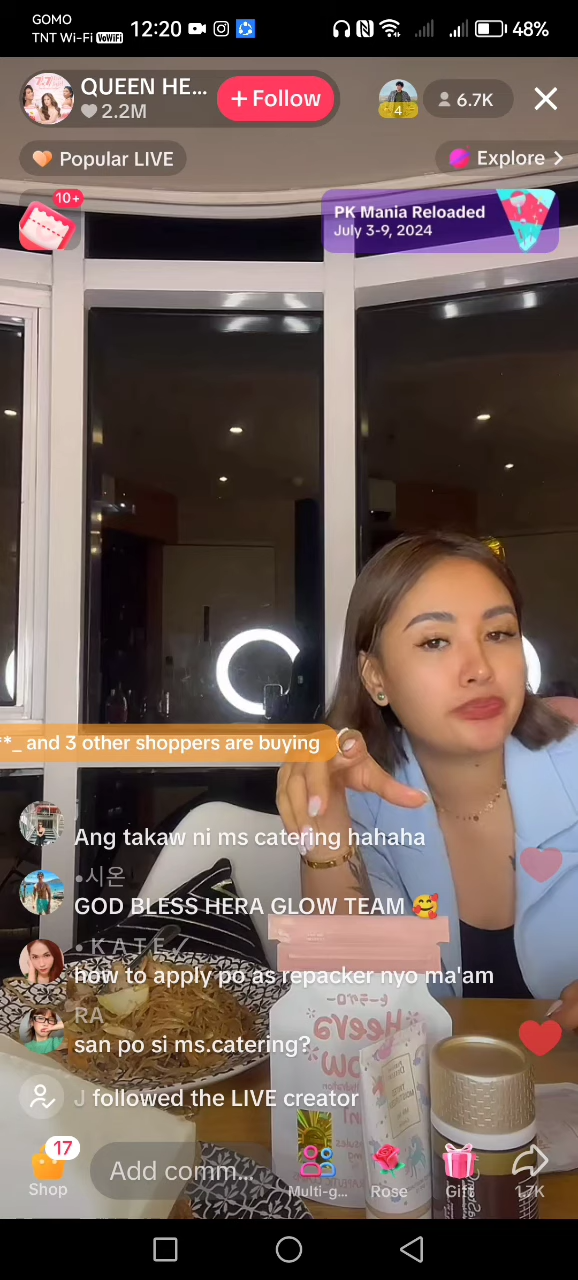 GOMO
TNT Wi-Fi VoWiFi 12:20 48%
QUEEN HE...
2.2M
+ Follow
4
6.7K
Popular LIVE
Explore >
10+
PK Mania Reloaded
July 3-9, 2024
**_ and 3 other shoppers are buying
Ang takaw ni ms catering hahaha
•시온
GOD BLESS HERA GLOW TEAM 🥰
• K A T E ✓
how to apply po as repacker nyo ma'am
RA
san po si ms.catering?
J followed the LIVE creator
17
Shop
Add comm...
Multi-g...
Rose
Gift
1.7K